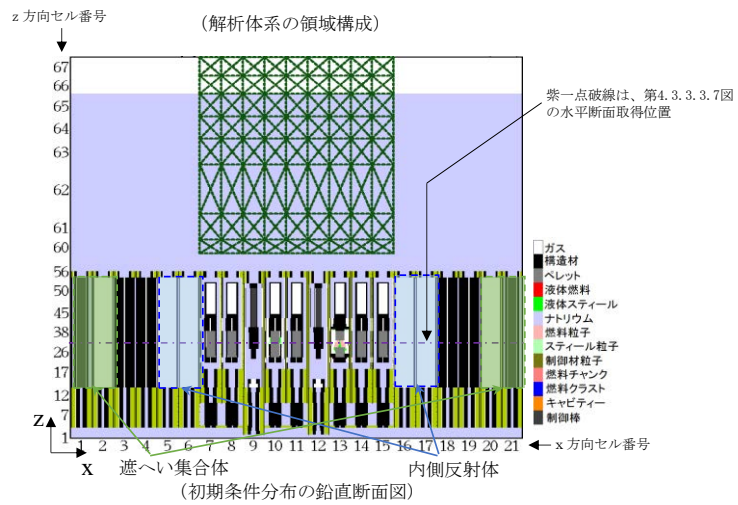 （解析体系の領域構成）
z 方向セル番号
67
66
65
64
63
62
61
60
56
50
45
38
32
26
17
12
7
1
Z
X
1 2 3 4 5 6 7 8 9 10 11 12 13 14 15 16 17 18 19 20 21
x 方向セル番号
紫一点破線は、第4.3.3.3.7図
の水平断面取得位置
ガス
構造材
ペレット
液体燃料
液体スティール
ナトリウム
燃料粒子
スティール粒子
制御材粒子
燃料チャンク
燃料クラスト
キャビティー
制御棒
遮へい集合体
内側反射体
（初期条件分布の鉛直断面図）